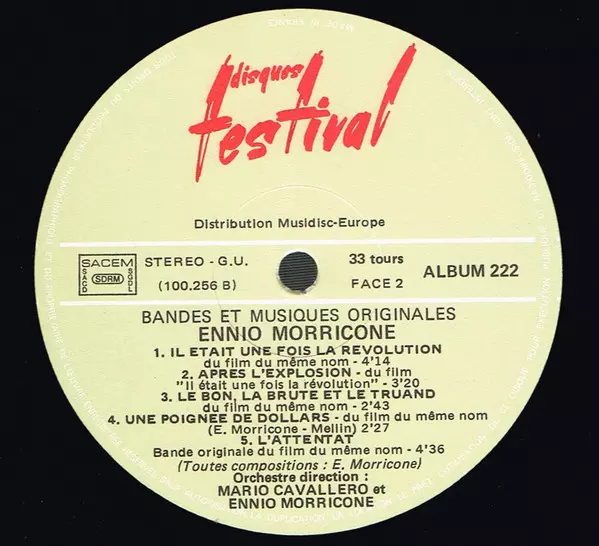 MADE IN FRANCE
disques
festival
Distribution Musidisc-Europe
SACEM
SACD
SDRM
SGDL
STEREO - G.U.
33 tours
ALBUM 222
(100.256 B)
FACE 2
BANDES ET MUSIQUES ORIGINALES
ENNIO MORRICONE
1. IL ETAIT UNE FOIS LA REVOLUTION
du film du même nom - 4'14
2. APRES L'EXPLOSION - du film
"Il était une fois la révolution" - 3'20
3. LE BON, LA BRUTE ET LE TRUAND
du film du même nom - 2'43
4. UNE POIGNEE DE DOLLARS - du film du même nom
(E. Morricone - Mellin) 2'27
5. L'ATTENTAT
Bande originale du film du même nom - 4'36
(Toutes compositions : E. Morricone)
Orchestre direction :
MARIO CAVALLERO et
ENNIO MORRICONE